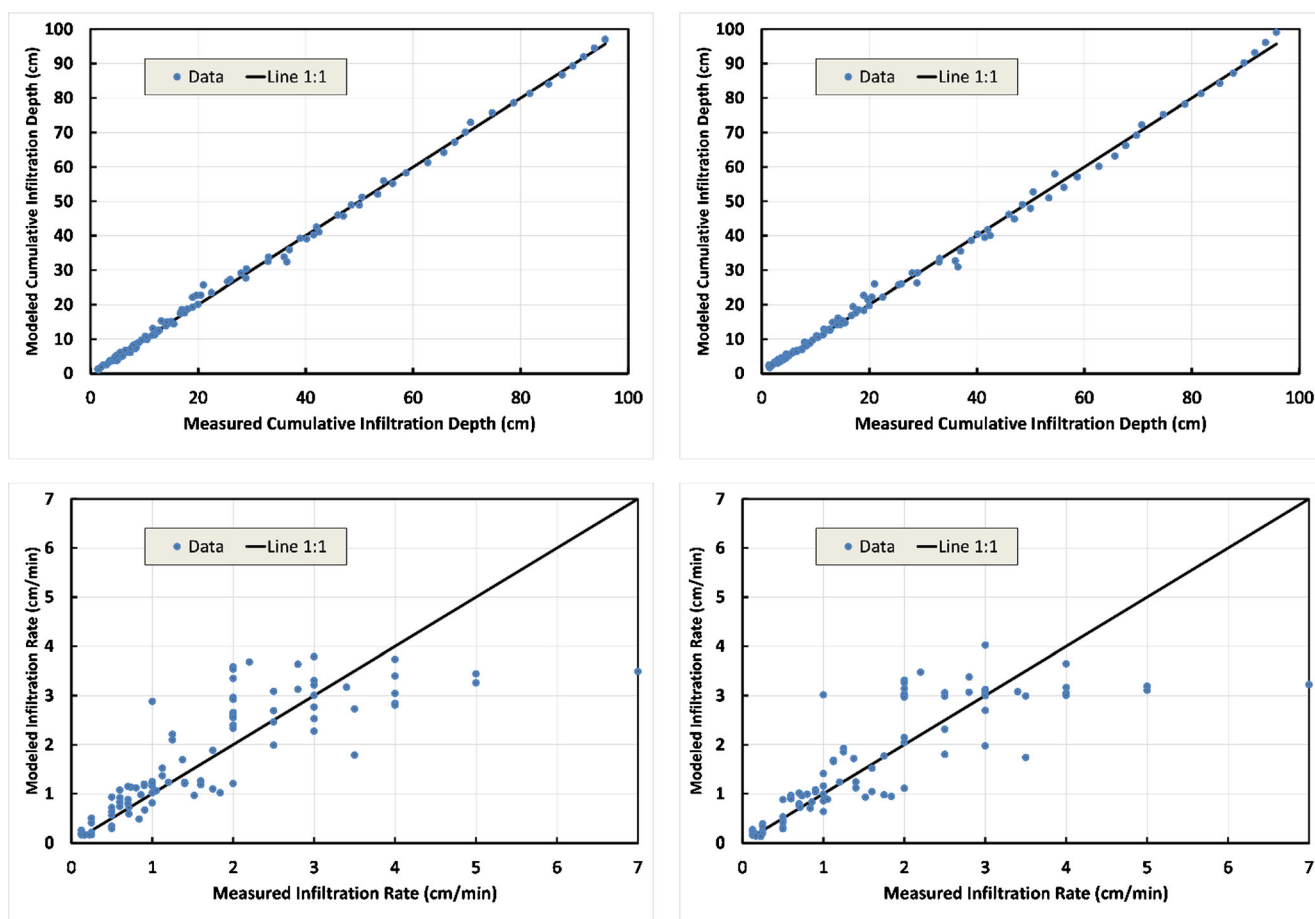 Modeled Cumulative Infiltration Depth (cm)
100
90
80
70
60
50
40
30
20
10
0
Data Line 1:1
0 20 40 60 80 100
Measured Cumulative Infiltration Depth (cm)
Modeled Cumulative Infiltration Depth (cm)
100
90
80
70
60
50
40
30
20
10
0
Data Line 1:1
0 20 40 60 80 100
Measured Cumulative Infiltration Depth (cm)
Modeled Infiltration Rate (cm/min)
7
6
5
4
3
2
1
0
Data Line 1:1
0 1 2 3 4 5 6 7
Measured Infiltration Rate (cm/min)
Modeled Infiltration Rate (cm/min)
7
6
5
4
3
2
1
0
Data Line 1:1
0 1 2 3 4 5 6 7
Measured Infiltration Rate (cm/min)